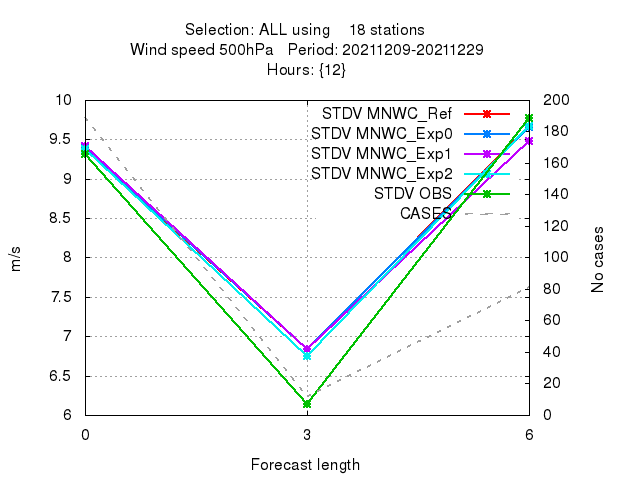 Selection: ALL using    18 stations
Wind speed 500hPa   Period: 20211209-20211229
Hours: {12}
10
9.5
9
8.5
8
7.5
7
6.5
6
m/s
STDV MNWC_Ref
STDV MNWC_Exp0
STDV MNWC_Exp1
STDV MNWC_Exp2
STDV OBS
CASES
200
180
160
140
120
100
80
60
40
20
0
No cases
0 3 6
Forecast length